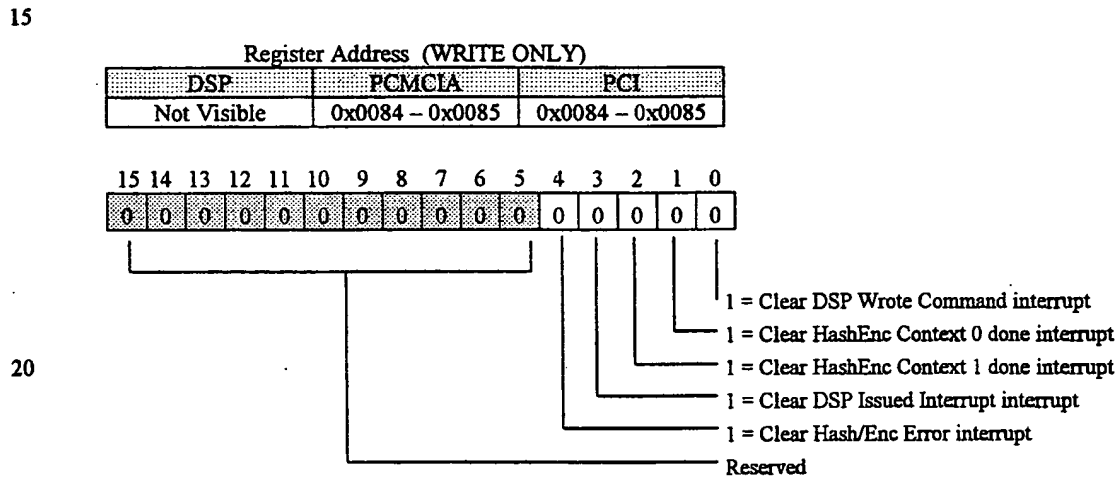 15
Register Address (WRITE ONLY)
DSP PCMCIA PCI
Not Visible 0x0084 – 0x0085 0x0084 – 0x0085
15 14 13 12 11 10 9 8 7 6 5 4 3 2 1 0
0 0 0 0 0 0 0 0 0 0 0 0 0 0 0 0
1 = Clear DSP Wrote Command interrupt
1 = Clear HashEnc Context 0 done interrupt
20
1 = Clear HashEnc Context 1 done interrupt
1 = Clear DSP Issued Interrupt interrupt
1 = Clear Hash/Enc Error interrupt
Reserved